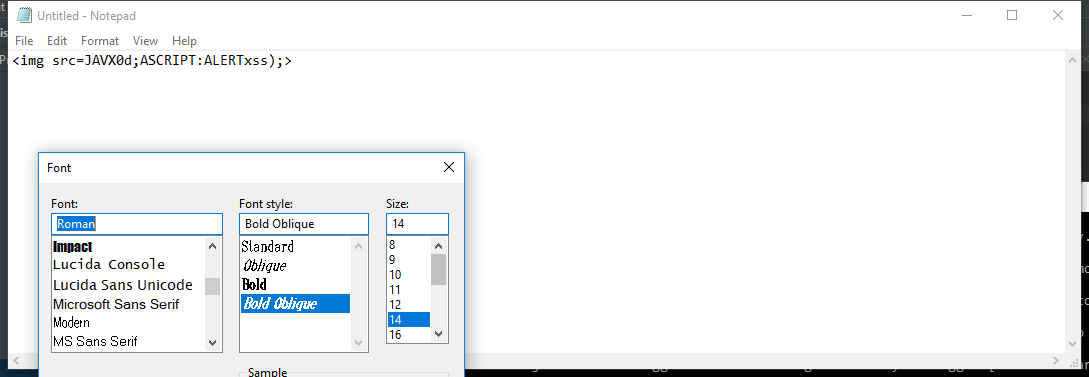 Untitled - Notepad
File Edit Format View Help
<img src=JAVX0d;ASCRIPT:ALERTxss);>
Font
Font: Font style: Size:
Roman Bold Oblique 14
Impact Standard 8
Lucida Console Oblique 9
Lucida Sans Unicode Bold 10
Microsoft Sans Serif Bold Oblique 11
Modern 12
MS Sans Serif 14
16
Sample